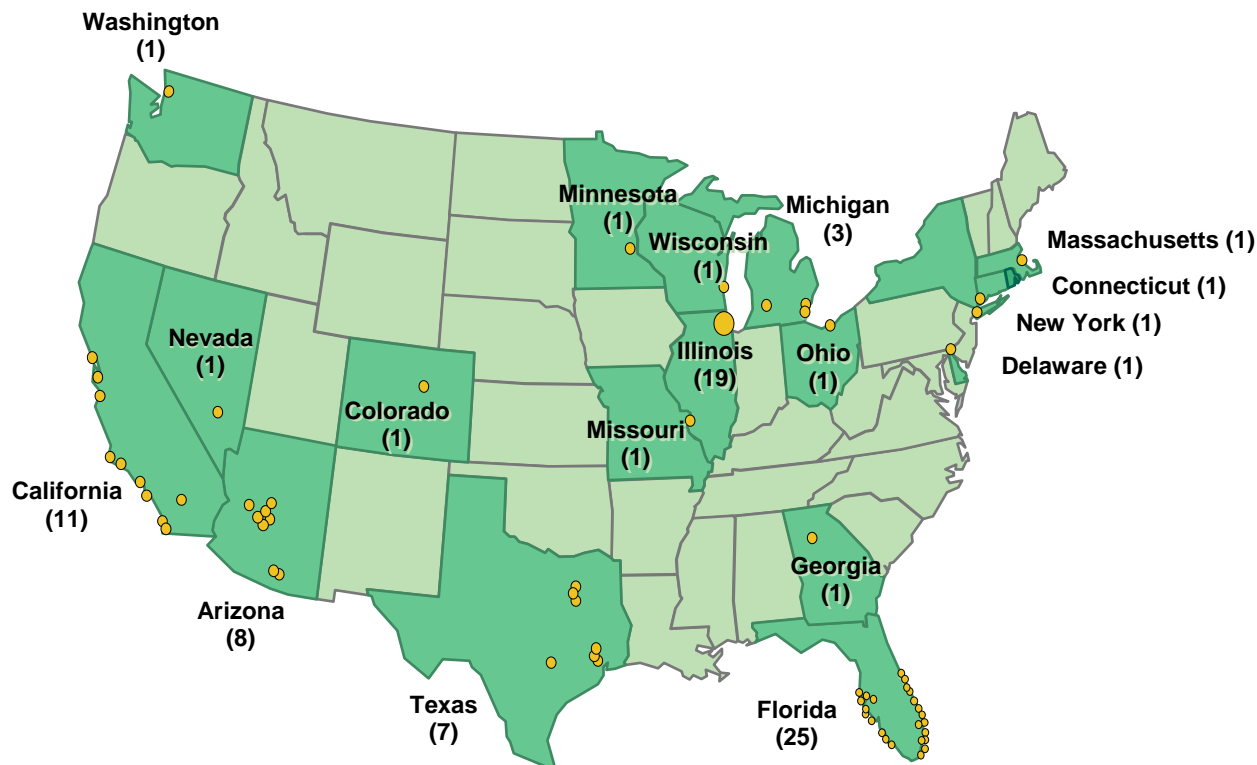 Washington
(1)
Minnesota
(1)
Michigan
(3)
Wisconsin
(1)
Massachusetts (1)
Connecticut (1)
New York (1)
Delaware (1)
Nevada
(1)
Illinois
(19)
Ohio
(1)
Colorado
(1)
Missouri
(1)
California
(11)
Georgia
(1)
Arizona
(8)
Texas
(7)
Florida
(25)